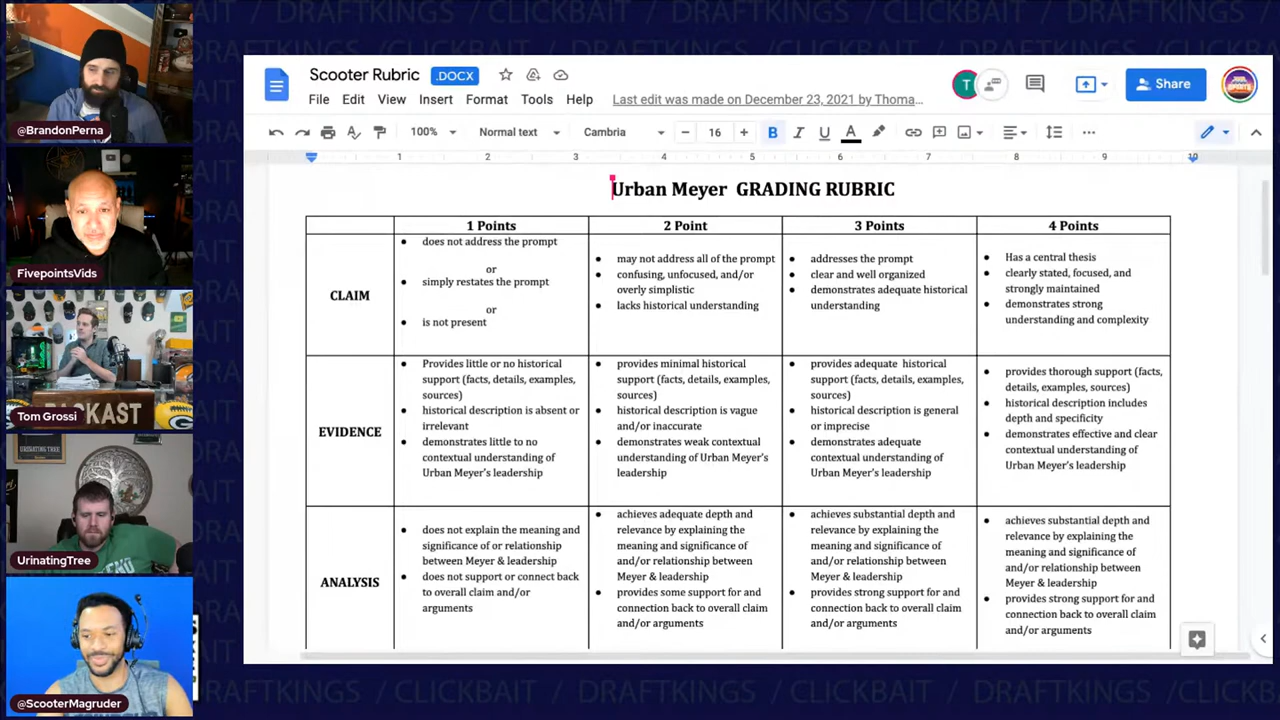 DRAFTKINGS /CLICKBAIT
@BrandonPerna
FivepointsVids
PACKAST
Tom Grossi
UrinatingTree
@ScooterMagruder
Scooter Rubric .DOCX
Share
File Edit View Insert Format Tools Help Last edit was made on December 23, 2021 by Thoma...
100% Normal text Cambria − 16 + B I U A
1 2 3 4 5 6 7 8 9 10
Urban Meyer GRADING RUBRIC
1 Points 2 Point 3 Points 4 Points
CLAIM
• does not address the prompt
or
• simply restates the prompt
or
• is not present
• may not address all of the prompt
• confusing, unfocused, and/or
overly simplistic
• lacks historical understanding
• addresses the prompt
• clear and well organized
• demonstrates adequate historical
understanding
• Has a central thesis
• clearly stated, focused, and
strongly maintained
• demonstrates strong
understanding and complexity
EVIDENCE
• Provides little or no historical
support (facts, details, examples,
sources)
• historical description is absent or
irrelevant
• demonstrates little to no
contextual understanding of
Urban Meyer's leadership
• provides minimal historical
support (facts, details, examples,
sources)
• historical description is vague
and/or inaccurate
• demonstrates weak contextual
understanding of Urban Meyer's
leadership
• provides adequate historical
support (facts, details, examples,
sources)
• historical description is general
or imprecise
• demonstrates adequate
contextual understanding of
Urban Meyer's leadership
• provides thorough support (facts,
details, examples, sources)
• historical description includes
depth and specificity
• demonstrates effective and clear
contextual understanding of
Urban Meyer's leadership
ANALYSIS
• does not explain the meaning and
significance of or relationship
between Meyer & leadership
• does not support or connect back
to overall claim and/or
arguments
• achieves adequate depth and
relevance by explaining the
meaning and significance of
and/or relationship between
Meyer & leadership
• provides some support for and
connection back to overall claim
and/or arguments
• achieves substantial depth and
relevance by explaining the
meaning and significance of
and/or relationship between
Meyer & leadership
• provides strong support for and
connection back to overall claim
and/or arguments
• achieves substantial depth and
relevance by explaining the
meaning and significance of
and/or relationship between
Meyer & leadership
• provides strong support for and
connection back to overall claim
and/or arguments
DRAFTKINGS /CLICKBAIT